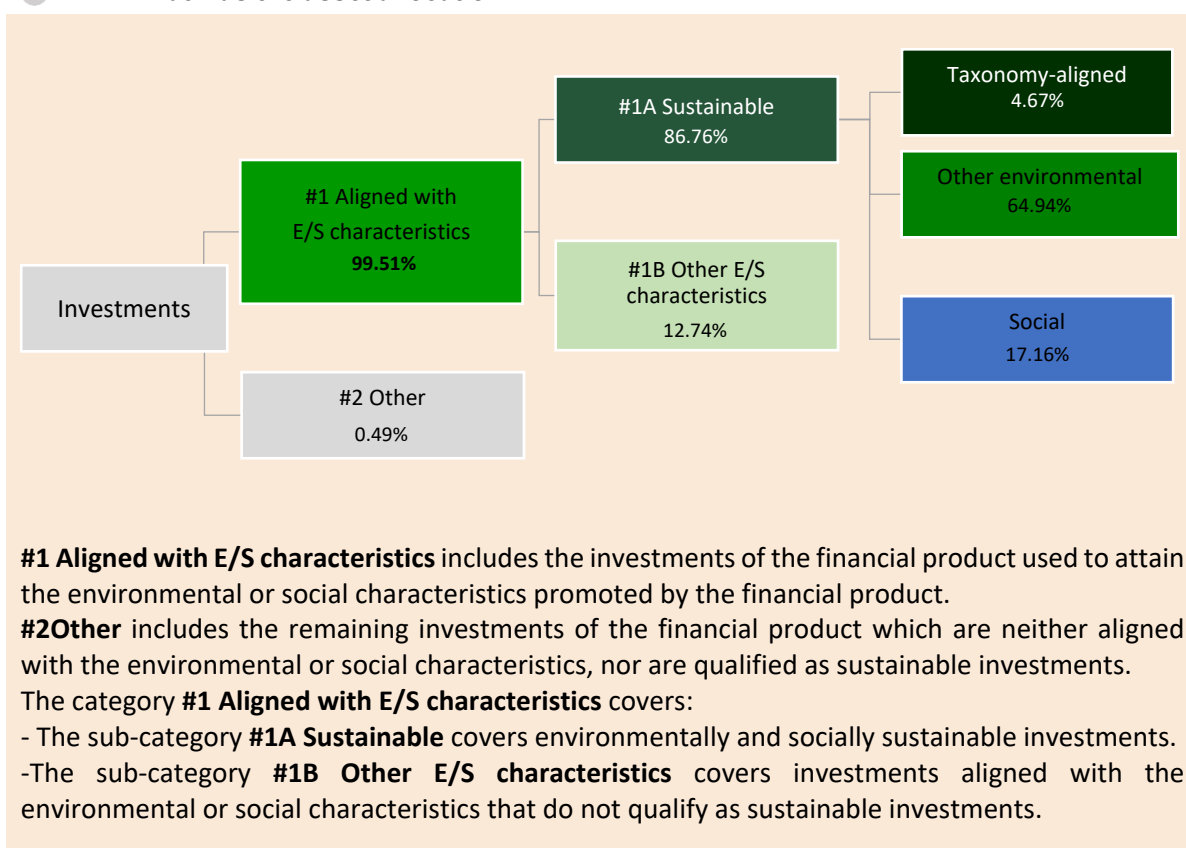 Taxonomy-aligned
4.67%
#1A Sustainable
86.76%
Other environmental
64.94%
#1 Aligned with
E/S characteristics
99.51%
#1B Other E/S
characteristics
12.74%
Investments
Social
17.16%
#2 Other
0.49%
#1 Aligned with E/S characteristics includes the investments of the financial product used to attain
the environmental or social characteristics promoted by the financial product.
#2Other includes the remaining investments of the financial product which are neither aligned
with the environmental or social characteristics, nor are qualified as sustainable investments.
The category #1 Aligned with E/S characteristics covers:
- The sub-category #1A Sustainable covers environmentally and socially sustainable investments.
-The sub-category #1B Other E/S characteristics covers investments aligned with the
environmental or social characteristics that do not qualify as sustainable investments.